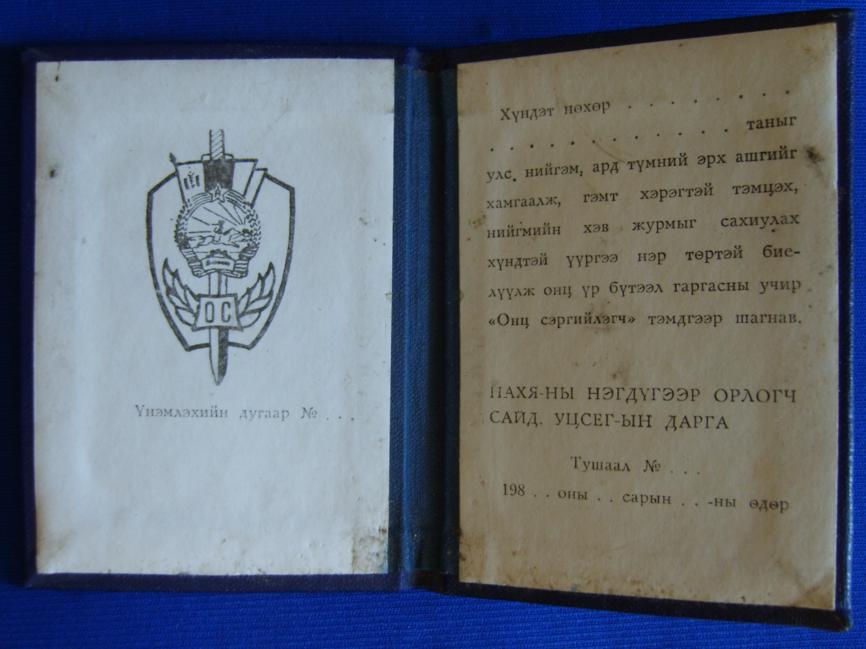 ОС
Үнэмлэхийн дугаар № . . .
Хүндэт нөхөр . . . . . . . .
. . . . . . . . . . . . таныг
улс, нийгэм, ард түмний эрх ашгийг
хамгаалж, гэмт хэрэгтэй тэмцэх,
нийгмийн хэв журмыг сахиулах
хүндтэй үүргээ нэр төртэй бие-
лүүлж онц үр бүтээл гаргасны учир
«Онц сэргийлэгч» тэмдгээр шагнав.
НАХЯ-НЫ НЭГДҮГЭЭР ОРЛОГЧ
САЙД, УЦСЕГ-ЫН ДАРГА
Тушаал № . . .
198 . . оны . . сарын . . -ны өдөр